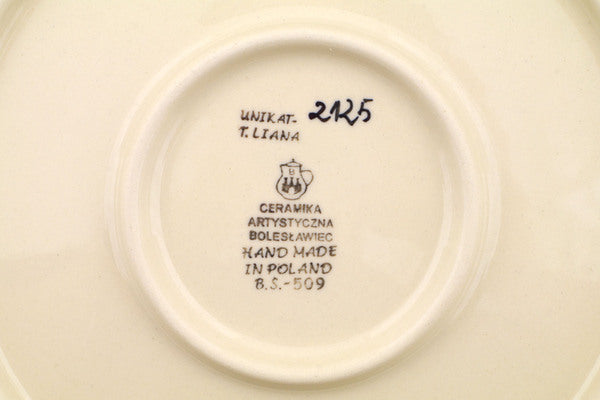 UNIKAT- 2125
T. LIANA
B
CERAMIKA
ARTYSTYCZNA
BOLESŁAWIEC
HAND MADE
IN POLAND
B.S.-509